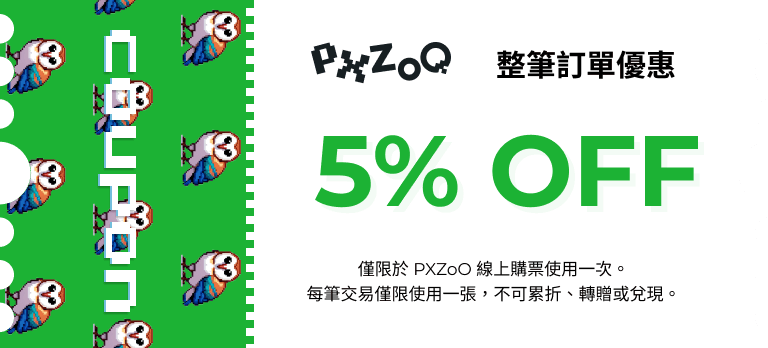 COUPON
PXZoQ 整筆訂單優惠
5% OFF
僅限於 PXZoO 線上購票使用一次。
每筆交易僅限使用一張，不可累折、轉贈或兌現。